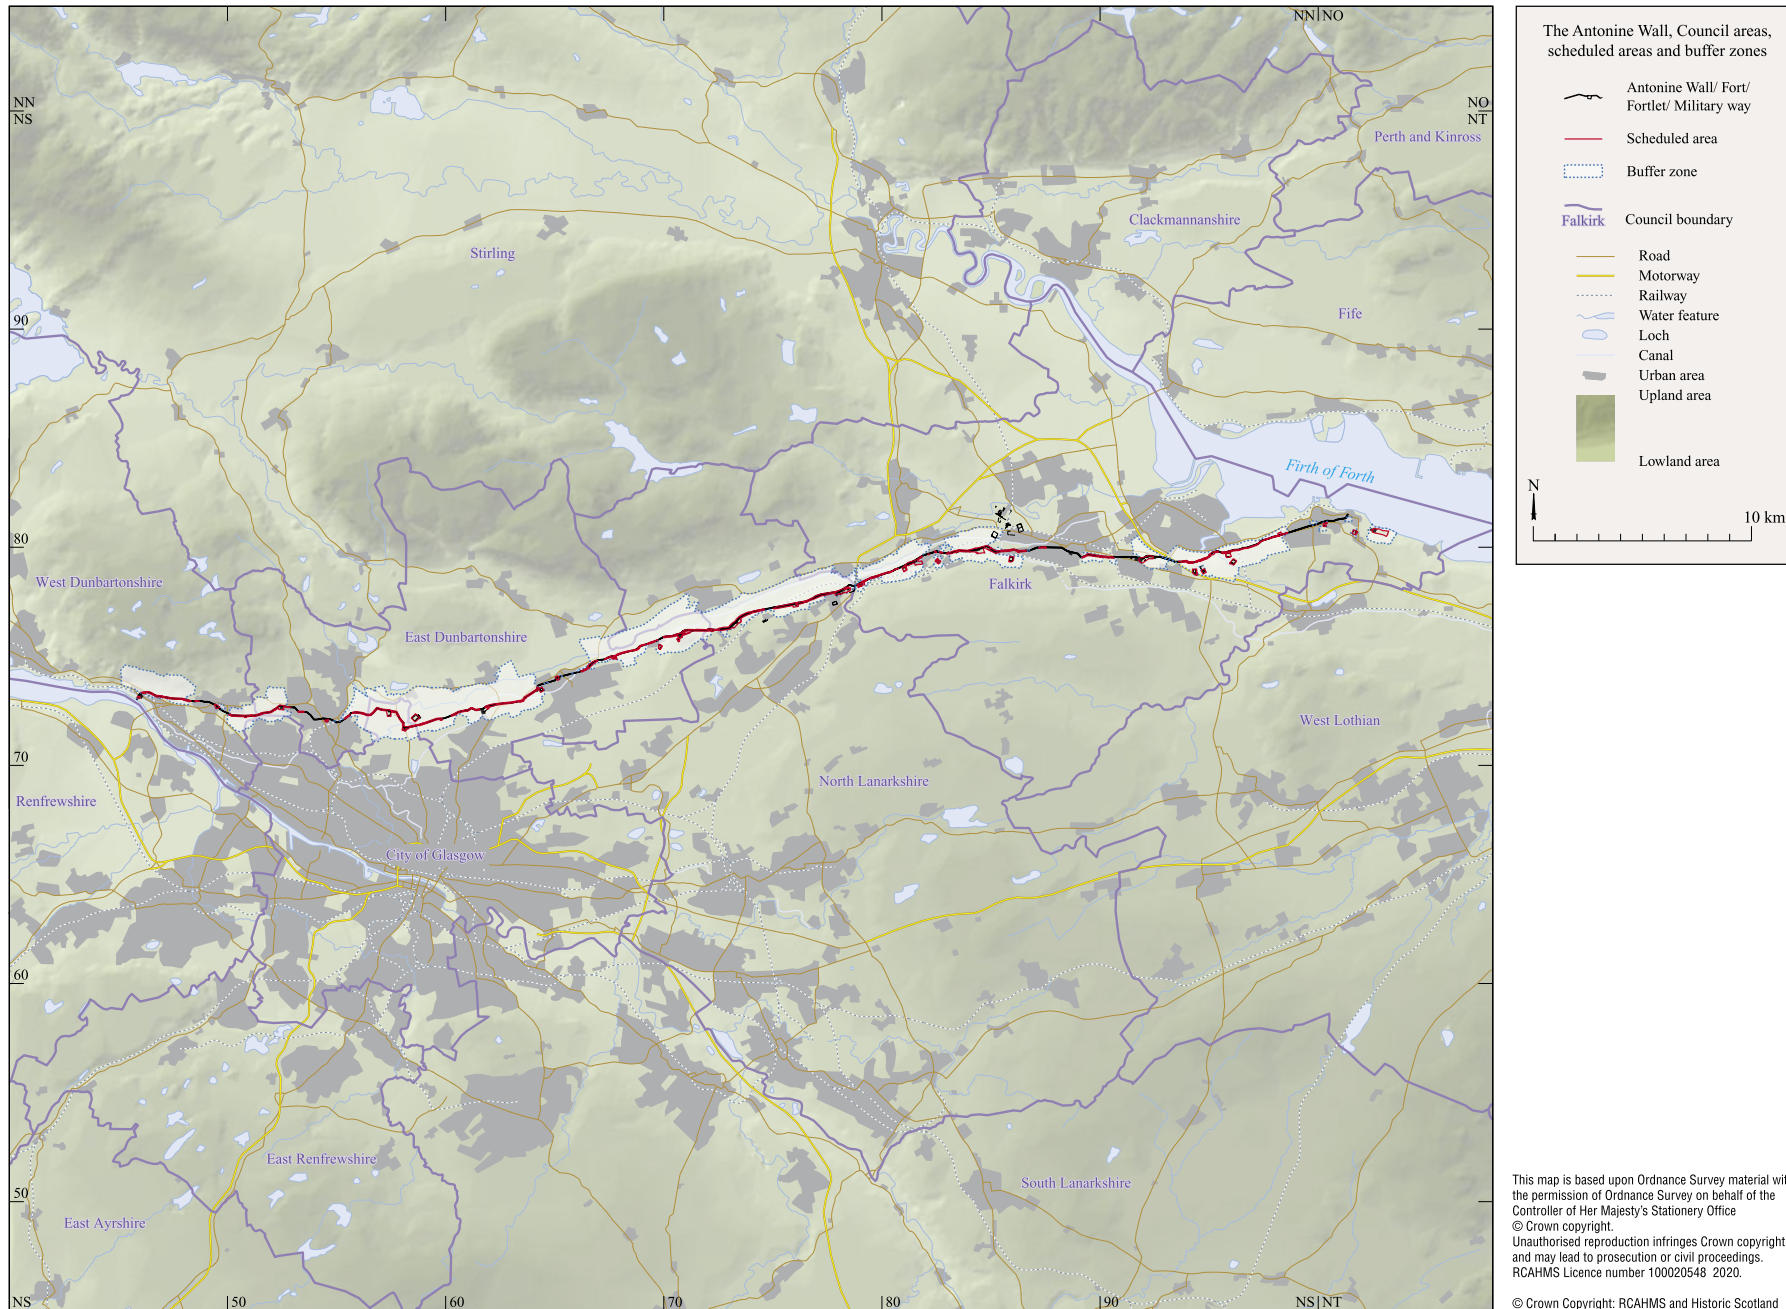 NN NO
NN
NS
NO
NT
Perth and Kinross
Clackmannanshire
Stirling
Fife
90
Firth of Forth
80
West Dunbartonshire
Falkirk
East Dunbartonshire
West Lothian
70
North Lanarkshire
Renfrewshire
City of Glasgow
60
East Renfrewshire
South Lanarkshire
50
East Ayrshire
NS
50
60
70
80
90
NS NT
The Antonine Wall, Council areas,
scheduled areas and buffer zones
Antonine Wall/ Fort/
Fortlet/ Military way
Scheduled area
Buffer zone
Falkirk
Council boundary
Road
Motorway
Railway
Water feature
Loch
Canal
Urban area
Upland area
Lowland area
N
10 km
This map is based upon Ordnance Survey material wit
the permission of Ordnance Survey on behalf of the
Controller of Her Majesty's Stationery Office
© Crown copyright.
Unauthorised reproduction infringes Crown copyright
and may lead to prosecution or civil proceedings.
RCAHMS Licence number 100020548 2020.
© Crown Copyright: RCAHMS and Historic Scotland